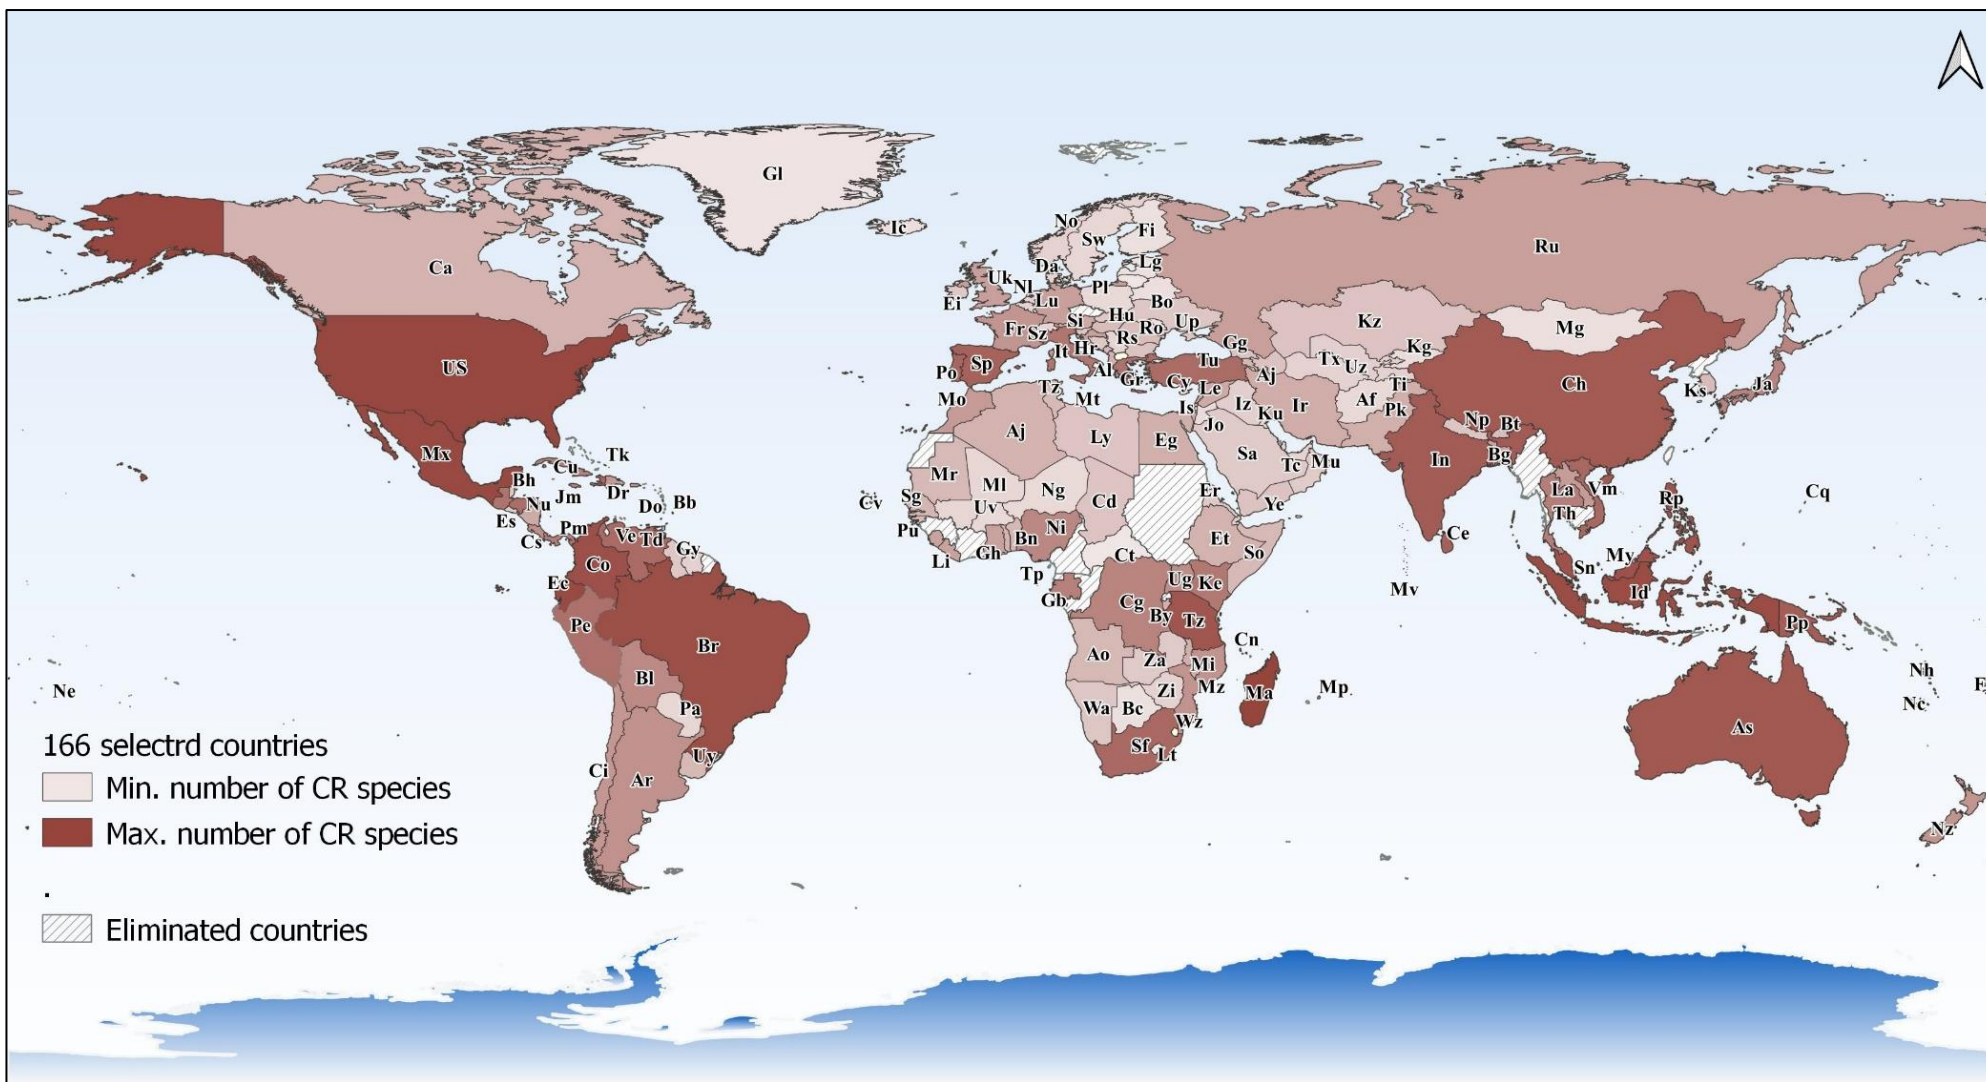 Gl
Ic
No
Fi
Sw
Ru
Ca
Da
Lg
Uk
Nl
Pl
Ei
Lu
Bo
Si
Hu
Up
Kz
Mg
Fr
Sz
Ro
Rs
Gg
Kg
US
It
Hr
Tx
Uz
Po
Sp
Al
Tu
Aj
Ti
Ch
Gr
Cy
Le
Ks
Ja
Mo
Tz
Mt
Is
Iz
Ku
Ir
Af
Pk
Aj
Ly
Eg
Jo
Np
Bt
Mx
Cu
Tk
Sa
Tc
Mu
In
Bg
Bh
Jm
Dr
Mr
Ml
Ng
Er
Ye
La
Vm
Rp
Cq
Es
Nu
Do
Bb
Cv
Sg
Uv
Cd
Th
Pm
Cs
Ve
Td
Gy
Pu
Li
Gh
Bn
Ni
Ct
Et
So
Ce
My
Sn
Co
Ec
Tp
Gb
Cg
Ug
Ke
Mv
Id
Pe
Br
By
Tz
Cn
Pp
Bl
Ao
Za
Mi
Mz
Ma
Mp
Nh
Ne
Pa
Wa
Bc
Zi
Wz
Nc
F
166 selectrd countries
Uy
Sf
Lt
As
Ci
Ar
Min. number of CR species
Max. number of CR species
Nz
.
Eliminated countries